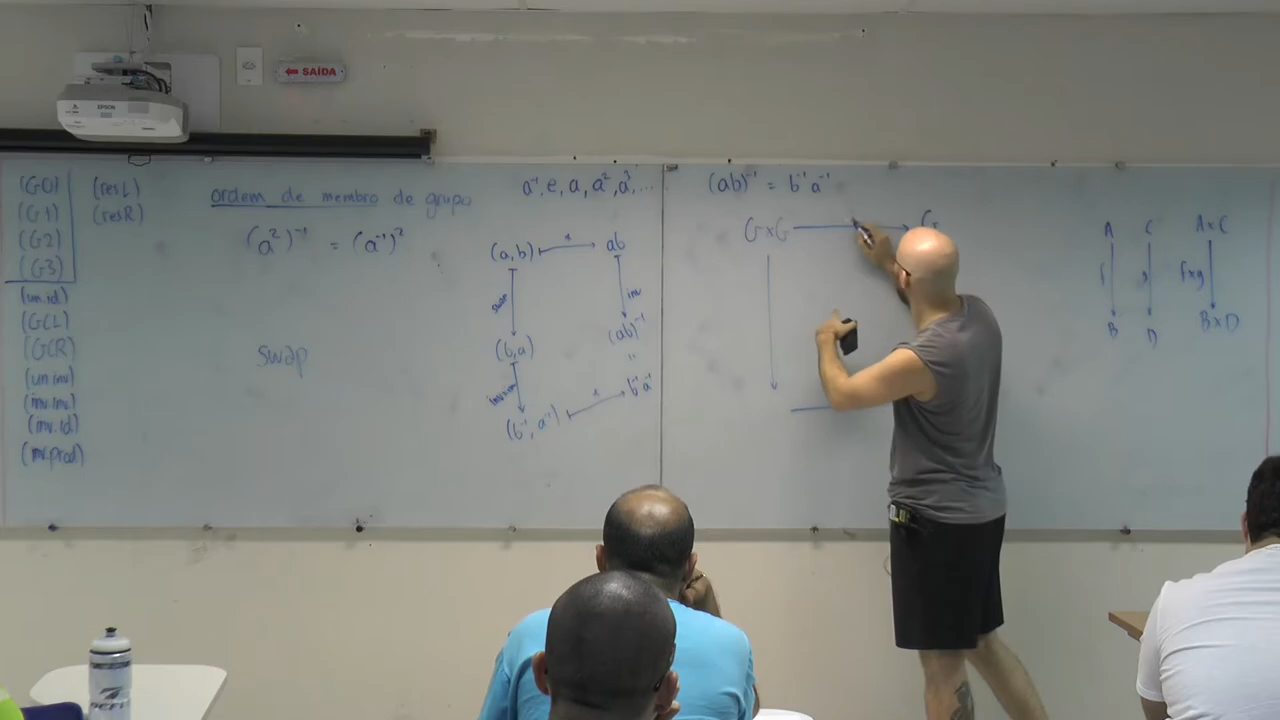 EPSON
← SAÍDA
(G0)
(G1)
(G2)
(G3)
(un.id)
(GCL)
(GCR)
(un.inv)
(inv.inv)
(inv.id)
(inv.prod)
(resL)
(resR)
ordem de membro de grupo
(a²)⁻¹ = (a⁻¹)²
swap
a⁻¹, e, a, a², a³, ...
(a,b) ab
swap inv
(b,a) (ab)⁻¹
"
(b⁻¹, a⁻¹) b⁻¹a⁻¹
(ab)⁻¹ = b⁻¹a⁻¹
G×G G
A C A×C
f g f×g
B D B×D